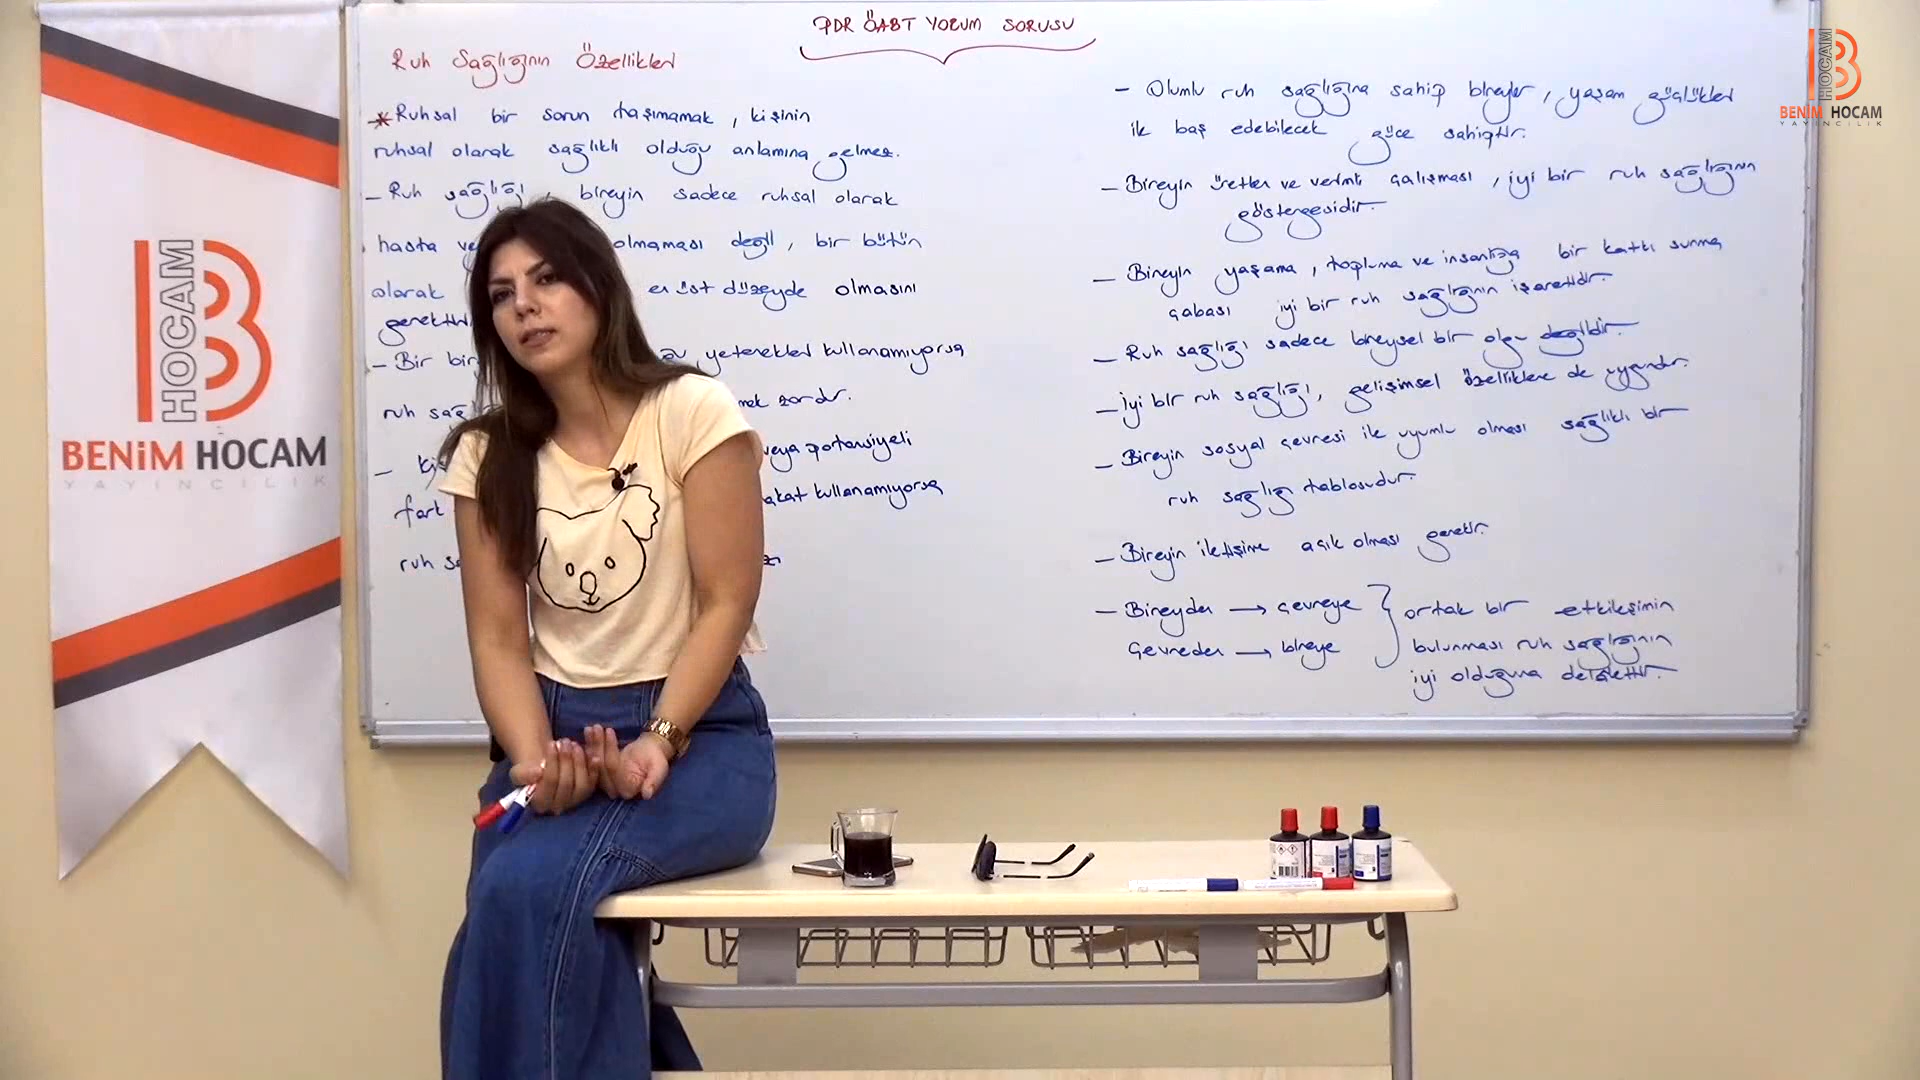 PDR ÖABT YORUM SORUSU
Ruh Sağlığının Özellikleri
* Ruhsal bir sorun taşımamak, kişinin
ruhsal olarak sağlıklı olduğu anlamına gelmez.
- Ruh sağlığı, bireyin sadece ruhsal olarak
hasta olmaması değil, bir bütün
olarak en üst düzeyde olmasını
gerektirir
- Bir yetenekleri kullanamıyorsa
ruh zordur.
- veya potansiyeli
fark kullanamıyorsa
ruh
- Olumlu ruh sağlığına sahip bireyler, yaşam güçlükleri
ile baş edebilecek güce sahiptir.
- Bireyin üretken ve verimli çalışması, iyi bir ruh sağlığının
göstergesidir.
- Bireyin yaşama, topluma ve insanlığa bir katkı sunma
çabası iyi bir ruh sağlığının işaretidir.
- Ruh sağlığı sadece bireysel bir olgu değildir.
- İyi bir ruh sağlığı, gelişimsel özelliklere de uygundur.
- Bireyin sosyal çevresi ile uyumlu olması sağlıklı bir
ruh sağlığı tablosudur.
- Bireyin iletişime açık olması gerekir.
- Bireyden → çevreye } ortak bir etkileşimin
Çevreden → bireye bulunması ruh sağlığının
iyi olduğuna delalettir.
B HOCAM
BENİM HOCAM
YAYINCILIK
B HOCAM
BENİM HOCAM
YAYINCILIK